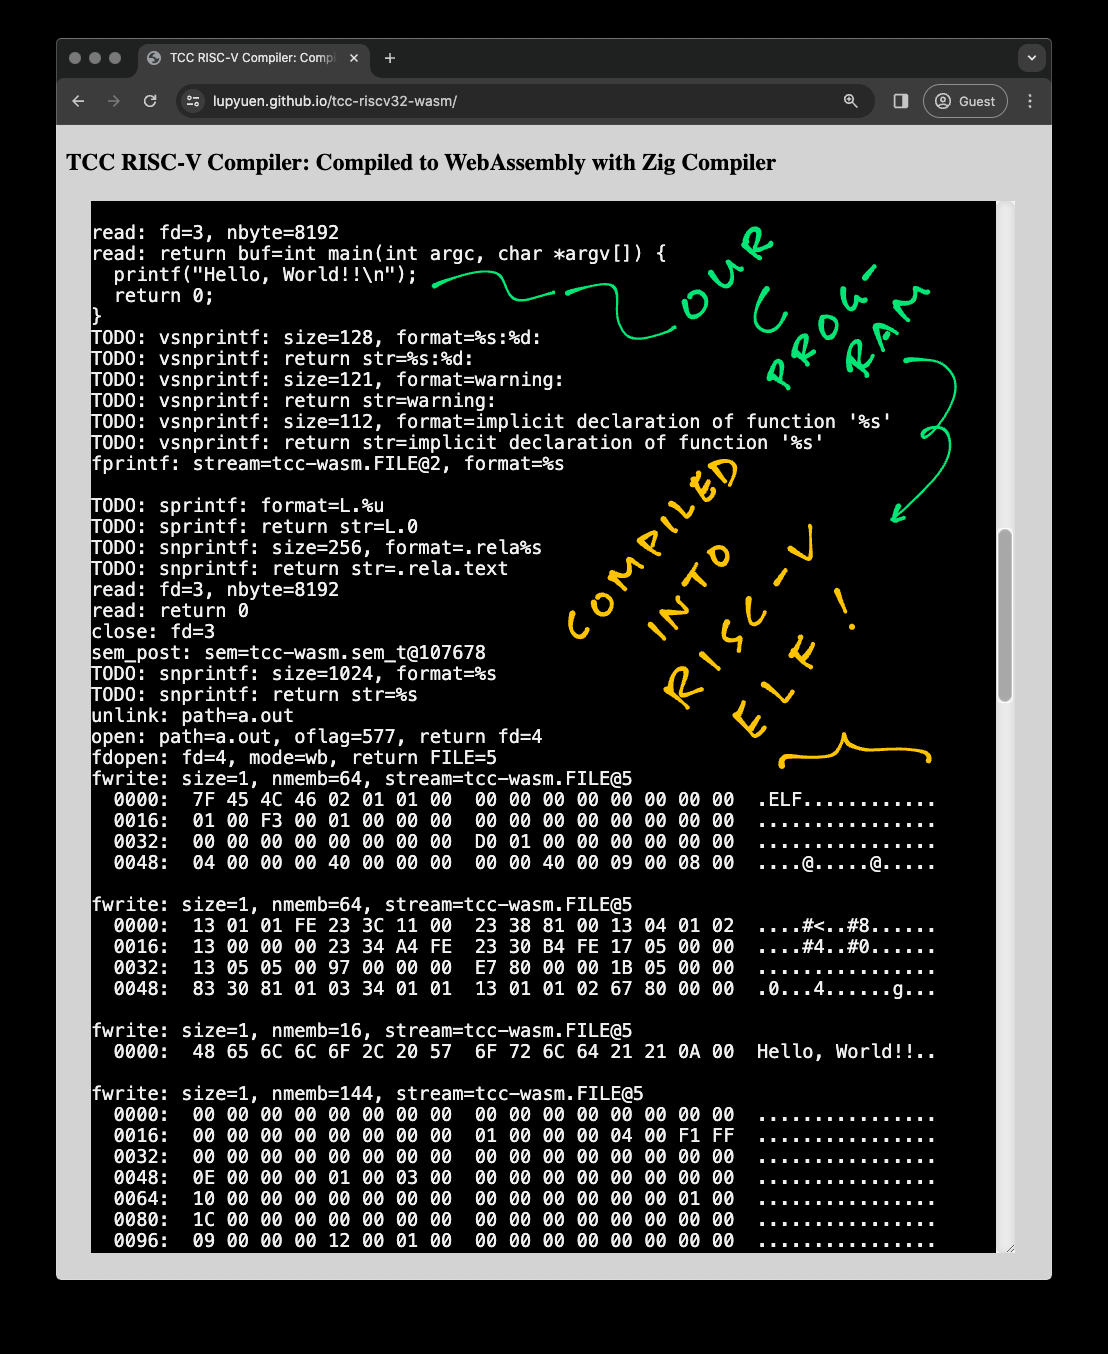 TCC RISC-V Compiler: Comp
lupyuen.github.io/tcc-riscv32-wasm/
Guest
TCC RISC-V Compiler: Compiled to WebAssembly with Zig Compiler
read: fd=3, nbyte=8192
read: return buf=int main(int argc, char *argv[]) {
  printf("Hello, World!!\n");
  return 0;
}
TODO: vsnprintf: size=128, format=%s:%d:
TODO: vsnprintf: return str=%s:%d:
TODO: vsnprintf: size=121, format=warning:
TODO: vsnprintf: return str=warning:
TODO: vsnprintf: size=112, format=implicit declaration of function '%s'
TODO: vsnprintf: return str=implicit declaration of function '%s'
fprintf: stream=tcc-wasm.FILE@2, format=%s
TODO: sprintf: format=L.%u
TODO: sprintf: return str=L.0
TODO: snprintf: size=256, format=.rela%s
TODO: snprintf: return str=.rela.text
read: fd=3, nbyte=8192
read: return 0
close: fd=3
sem_post: sem=tcc-wasm.sem_t@107678
TODO: snprintf: size=1024, format=%s
TODO: snprintf: return str=%s
unlink: path=a.out
open: path=a.out, oflag=577, return fd=4
fdopen: fd=4, mode=wb, return FILE=5
fwrite: size=1, nmemb=64, stream=tcc-wasm.FILE@5
  0000:  7F 45 4C 46 02 01 01 00  00 00 00 00 00 00 00 00  .ELF............
  0016:  01 00 F3 00 01 00 00 00  00 00 00 00 00 00 00 00  ................
  0032:  00 00 00 00 00 00 00 00  D0 01 00 00 00 00 00 00  ................
  0048:  04 00 00 00 40 00 00 00  00 00 40 00 09 00 08 00  ....@.....@.....
fwrite: size=1, nmemb=64, stream=tcc-wasm.FILE@5
  0000:  13 01 01 FE 23 3C 11 00  23 38 81 00 13 04 01 02  ....#<..#8......
  0016:  13 00 00 00 23 34 A4 FE  23 30 B4 FE 17 05 00 00  ....#4..#0......
  0032:  13 05 05 00 97 00 00 00  E7 80 00 00 1B 05 00 00  ................
  0048:  83 30 81 01 03 34 01 01  13 01 01 02 67 80 00 00  .0...4......g...
fwrite: size=1, nmemb=16, stream=tcc-wasm.FILE@5
  0000:  48 65 6C 6C 6F 2C 20 57  6F 72 6C 64 21 21 0A 00  Hello, World!!..
fwrite: size=1, nmemb=144, stream=tcc-wasm.FILE@5
  0000:  00 00 00 00 00 00 00 00  00 00 00 00 00 00 00 00  ................
  0016:  00 00 00 00 00 00 00 00  01 00 00 00 04 00 F1 FF  ................
  0032:  00 00 00 00 00 00 00 00  00 00 00 00 00 00 00 00  ................
  0048:  0E 00 00 00 01 00 03 00  00 00 00 00 00 00 00 00  ................
  0064:  10 00 00 00 00 00 00 00  00 00 00 00 00 00 01 00  ................
  0080:  1C 00 00 00 00 00 00 00  00 00 00 00 00 00 00 00  ................
  0096:  09 00 00 00 12 00 01 00  00 00 00 00 00 00 00 00  ................
OUR
C
PROG-
RAM
COMPILED
INTO
RISC-V
ELF!